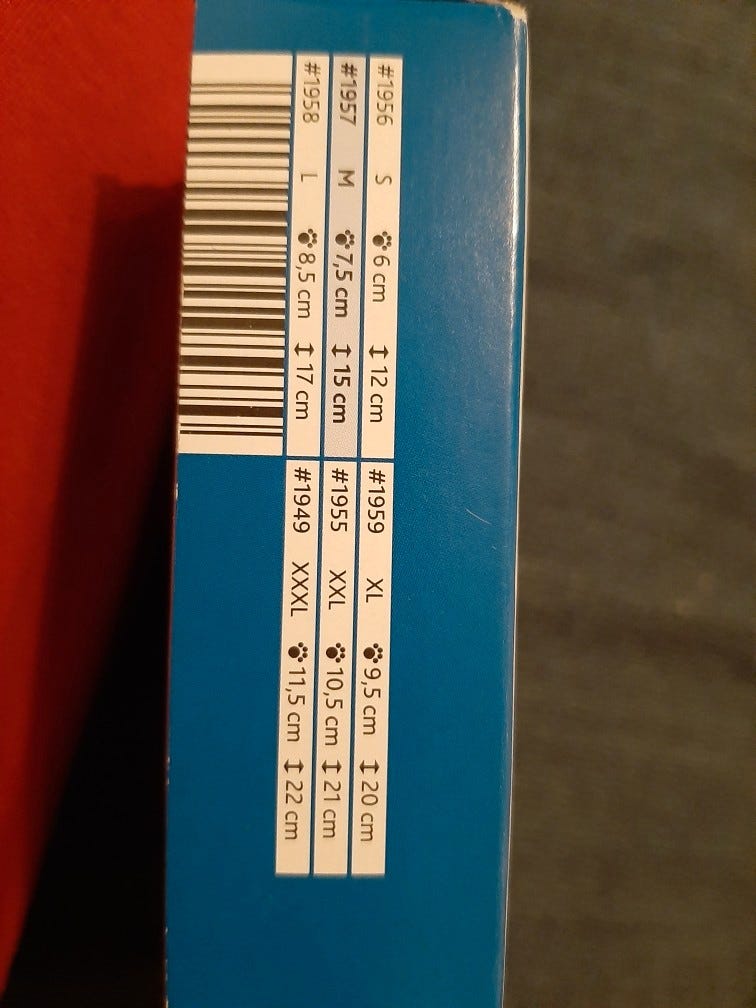 #1956 S 6 cm ↕ 12 cm
#1957 M 7,5 cm ↕ 15 cm
#1958 L 8,5 cm ↕ 17 cm
#1959 XL 9,5 cm ↕ 20 cm
#1955 XXL 10,5 cm ↕ 21 cm
#1949 XXXL 11,5 cm ↕ 22 cm